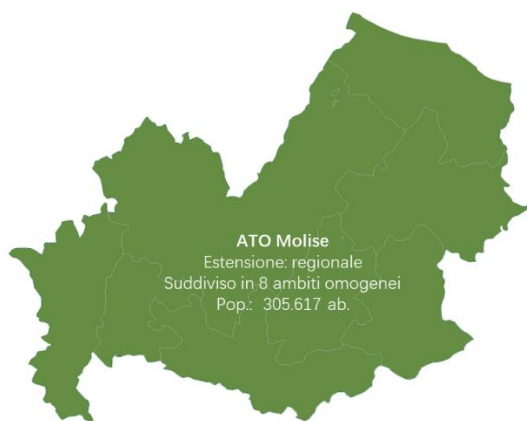 ATO Molise
Estensione: regionale
Suddiviso in 8 ambiti omogenei
Pop.: 305.617 ab.